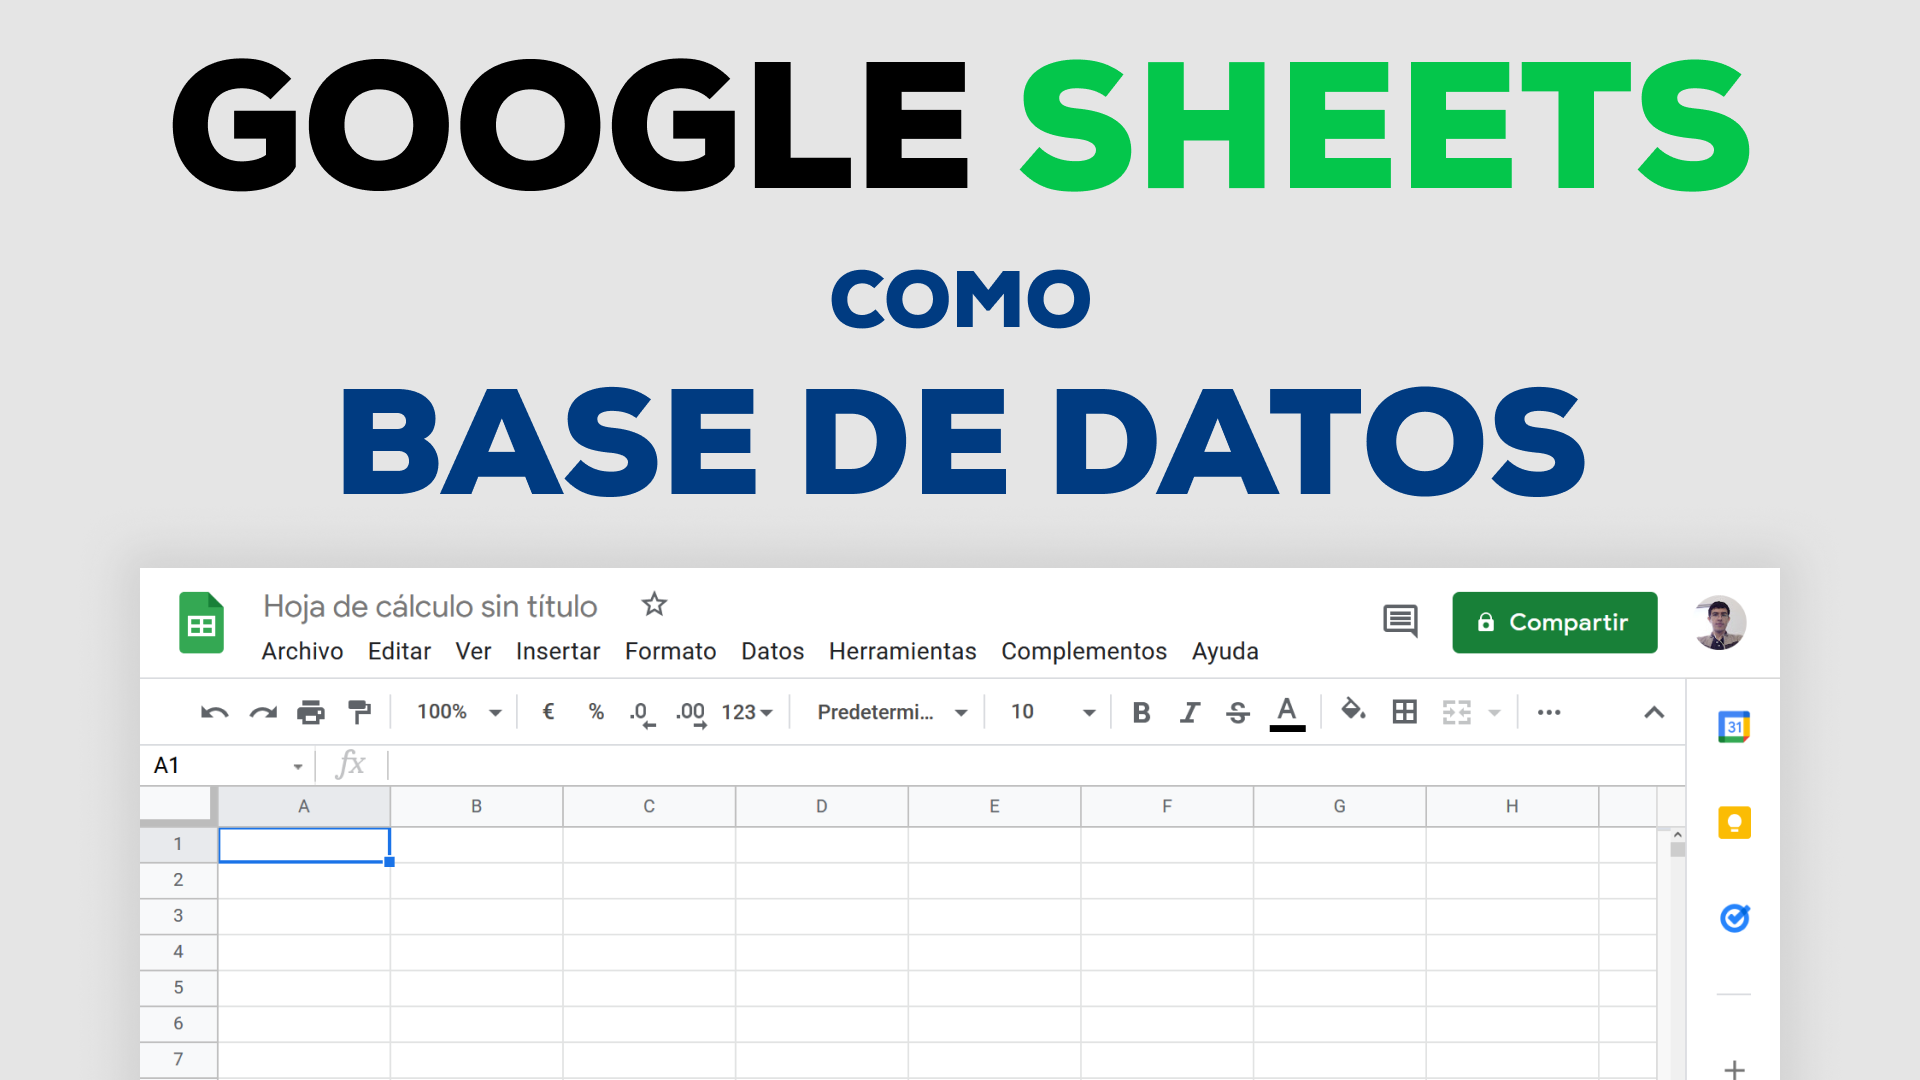 GOOGLE SHEETS
COMO
BASE DE DATOS
Hoja de cálculo sin título
Archivo Editar Ver Insertar Formato Datos Herramientas Complementos Ayuda
Compartir
100% € % .0 .00 123 Predetermi... 10 B I S A
31
A1 fx
A B C D E F G H
1
2
3
4
5
6
7